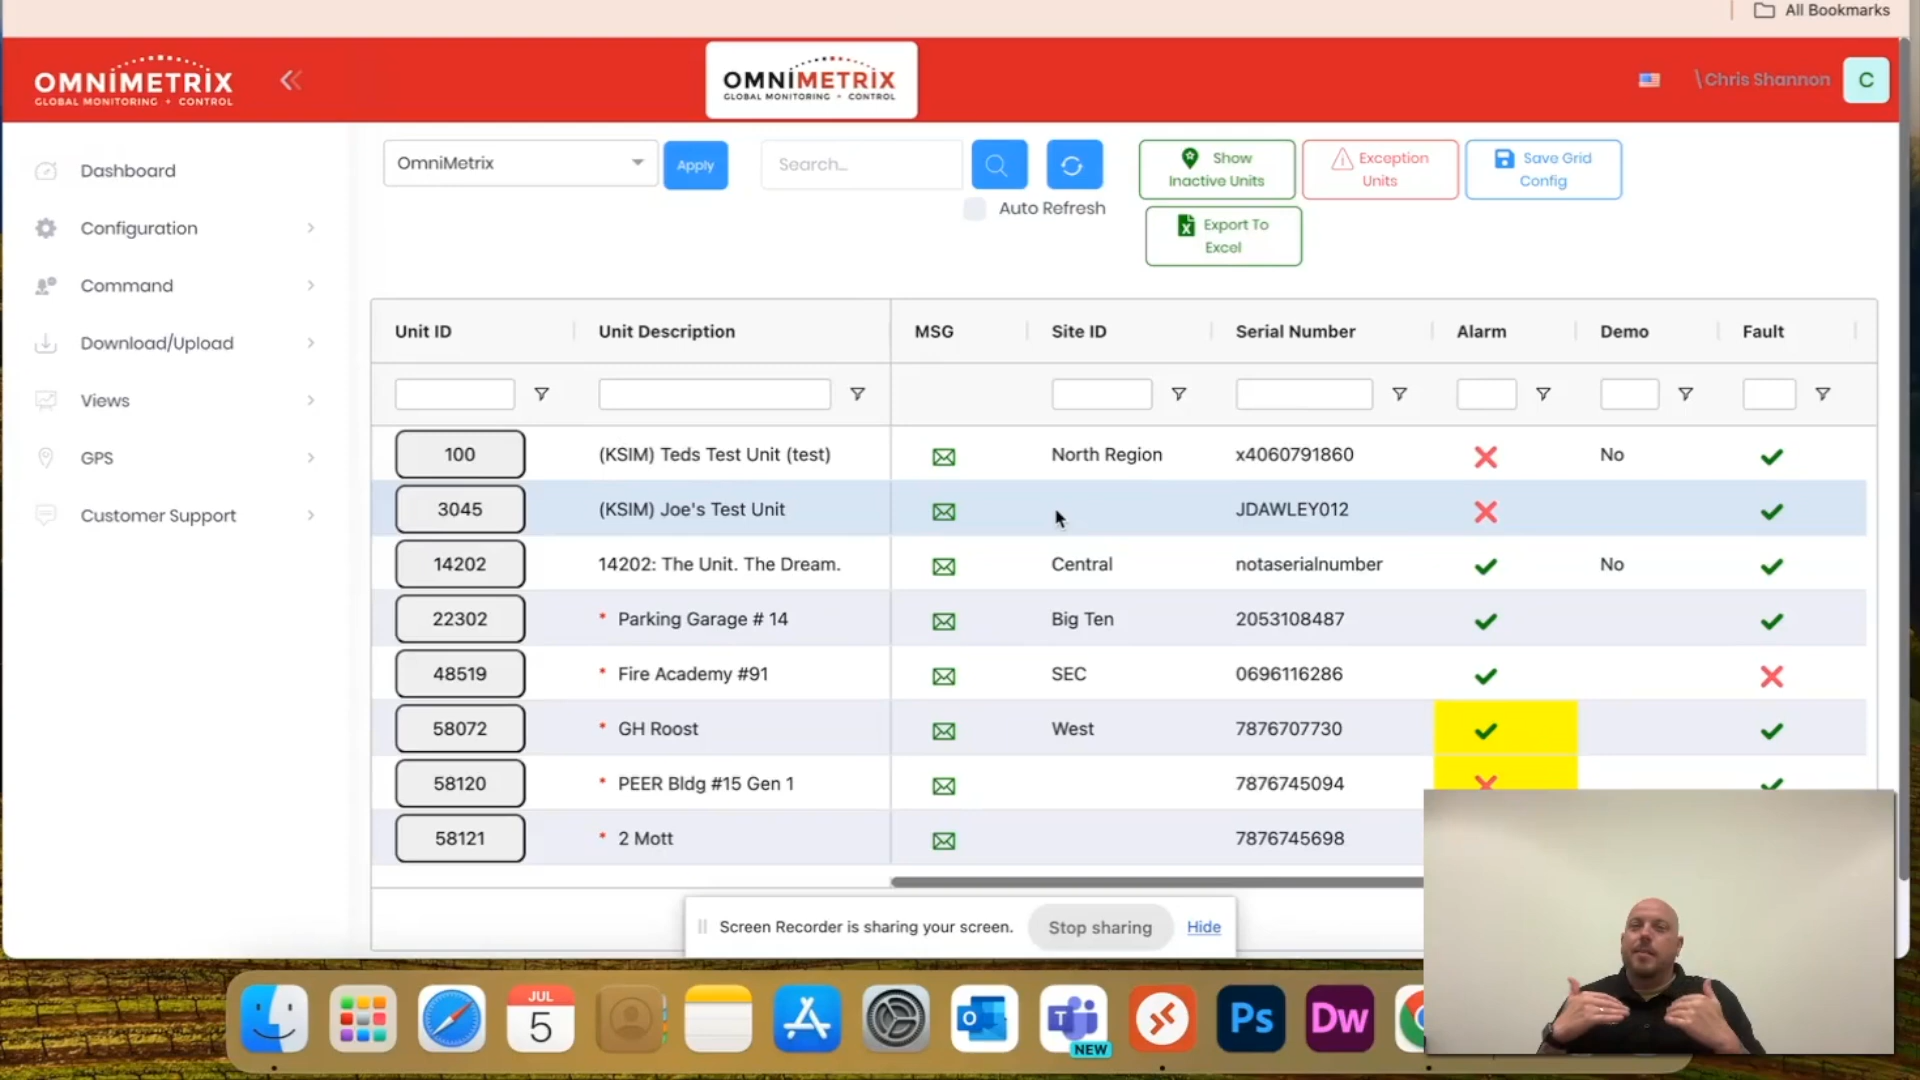 All Bookmarks
OMNIMETRIX
GLOBAL MONITORING • CONTROL
OMNIMETRIX
GLOBAL MONITORING • CONTROL
\Chris Shannon
C
Dashboard
Configuration
Command
Download/Upload
Views
GPS
Customer Support
OmniMetrix
Apply
Search...
Auto Refresh
Show
Inactive Units
Exception
Units
Save Grid
Config
Export To
Excel
Unit ID Unit Description MSG Site ID Serial Number Alarm Demo Fault
100 (KSIM) Teds Test Unit (test) North Region x4060791860 No
3045 (KSIM) Joe's Test Unit JDAWLEY012
14202 14202: The Unit. The Dream. Central notaserialnumber No
22302 * Parking Garage # 14 Big Ten 2053108487
48519 * Fire Academy #91 SEC 0696116286
58072 * GH Roost West 7876707730
58120 * PEER Bldg #15 Gen 1 7876745094
58121 * 2 Mott 7876745698
Screen Recorder is sharing your screen. Stop sharing Hide
JUL
5
O
T
NEW
Ps
Dw